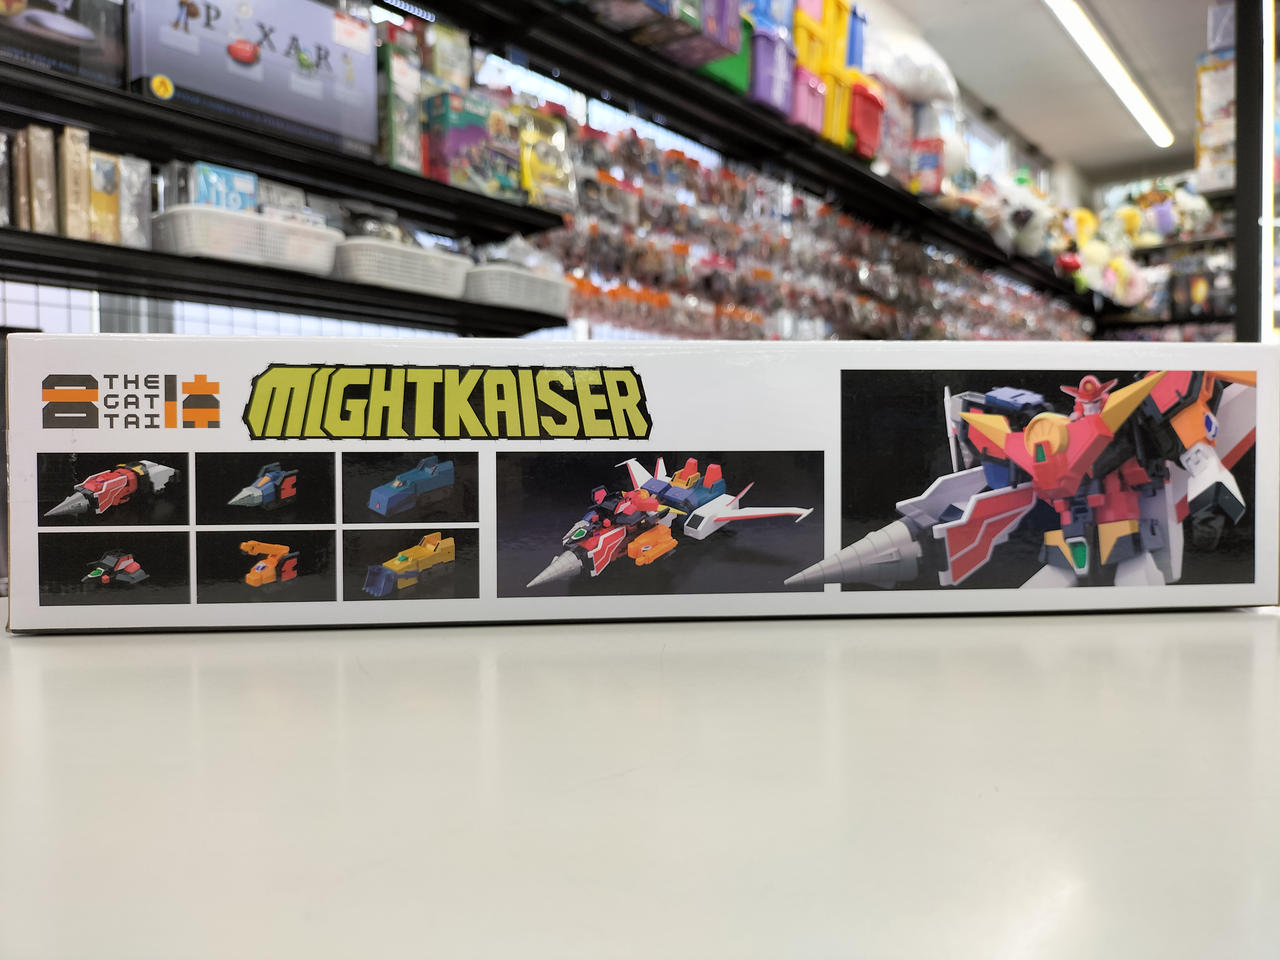 PIXAR
THE
GAT
TAI
合体
MIGHTKAISER